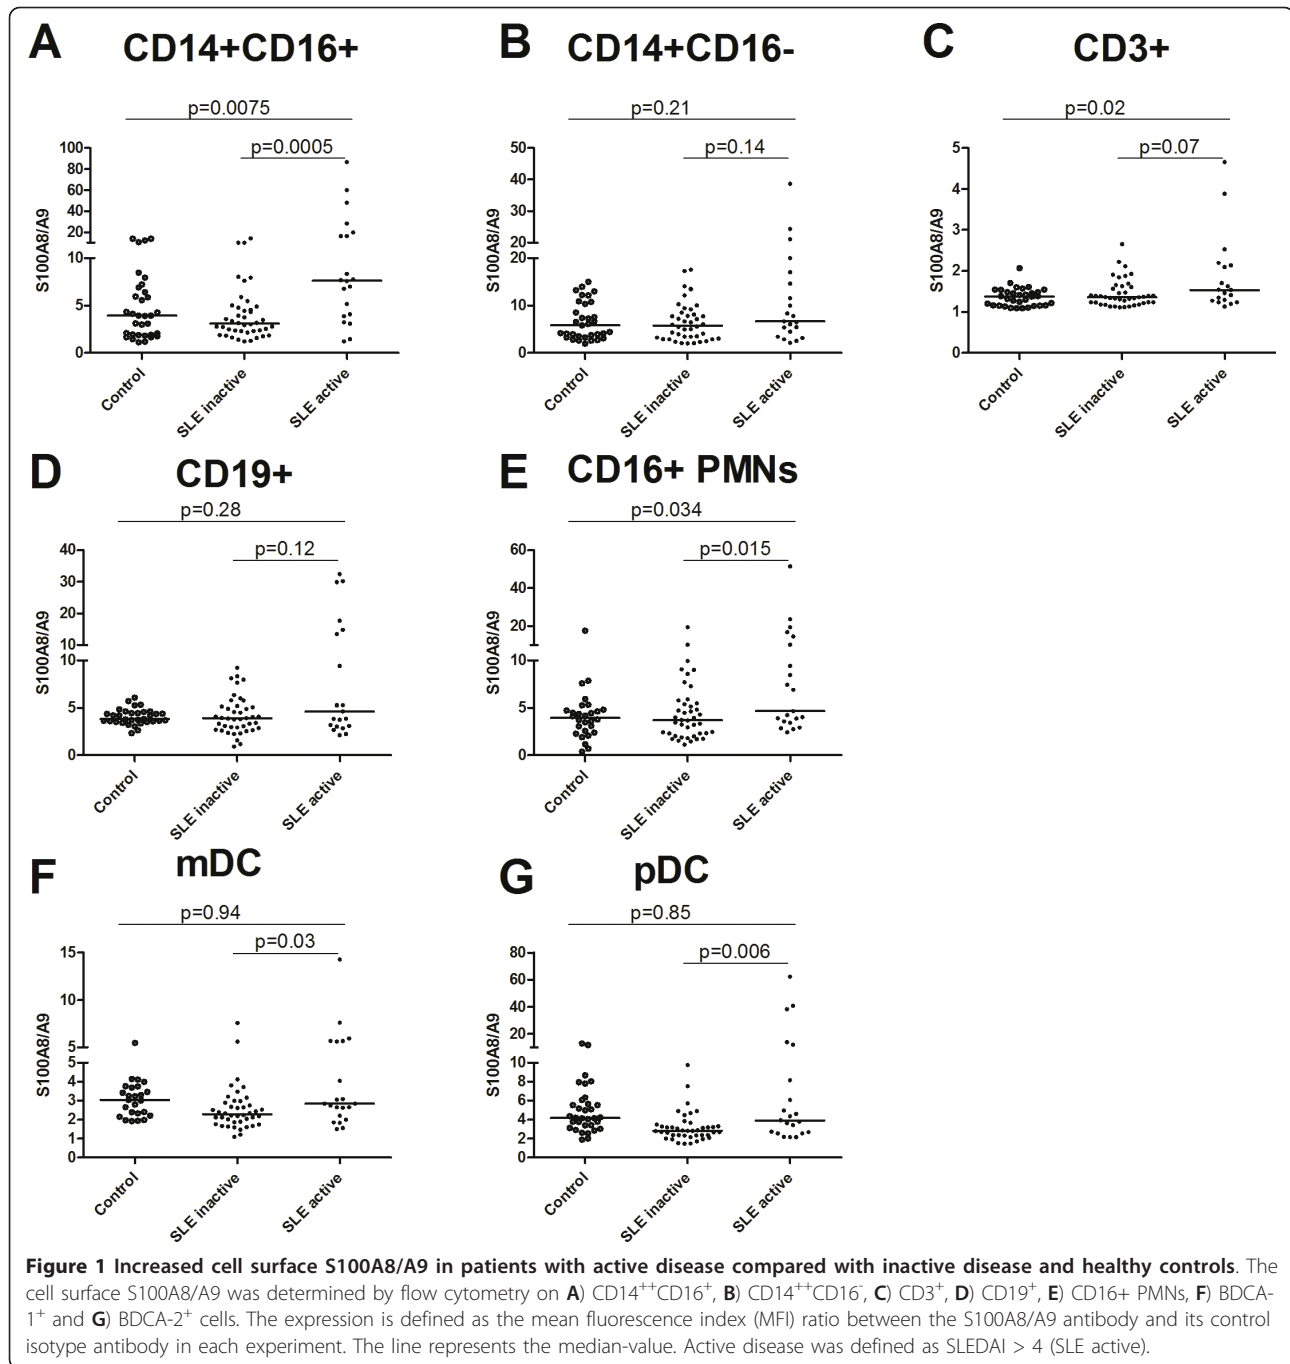 A CD14+CD16+
p=0.0075
p=0.0005
100
80
60
40
20
10
5
0
S100A8/A9
Control
SLE inactive
SLE active
B CD14+CD16-
p=0.21
p=0.14
50
40
30
20
20
10
0
S100A8/A9
Control
SLE inactive
SLE active
C CD3+
p=0.02
p=0.07
5
4
3
2
1
0
S100A8/A9
Control
SLE inactive
SLE active
D CD19+
p=0.28
p=0.12
40
30
20
10
10
5
0
S100A8/A9
Control
SLE inactive
SLE active
E CD16+ PMNs
p=0.034
p=0.015
60
40
20
10
5
0
S100A8/A9
Control
SLE inactive
SLE active
F mDC
p=0.94
p=0.03
15
10
5
5
4
3
2
1
0
S100A8/A9
Control
SLE inactive
SLE active
G pDC
p=0.85
p=0.006
80
60
40
20
10
8
6
4
2
0
S100A8/A9
Control
SLE inactive
SLE active
Figure 1 Increased cell surface S100A8/A9 in patients with active disease compared with inactive disease and healthy controls. The
cell surface S100A8/A9 was determined by flow cytometry on A) CD14⁺⁺CD16⁺, B) CD14⁺⁺CD16⁻, C) CD3⁺, D) CD19⁺, E) CD16+ PMNs, F) BDCA-
1⁺ and G) BDCA-2⁺ cells. The expression is defined as the mean fluorescence index (MFI) ratio between the S100A8/A9 antibody and its control
isotype antibody in each experiment. The line represents the median-value. Active disease was defined as SLEDAI > 4 (SLE active).